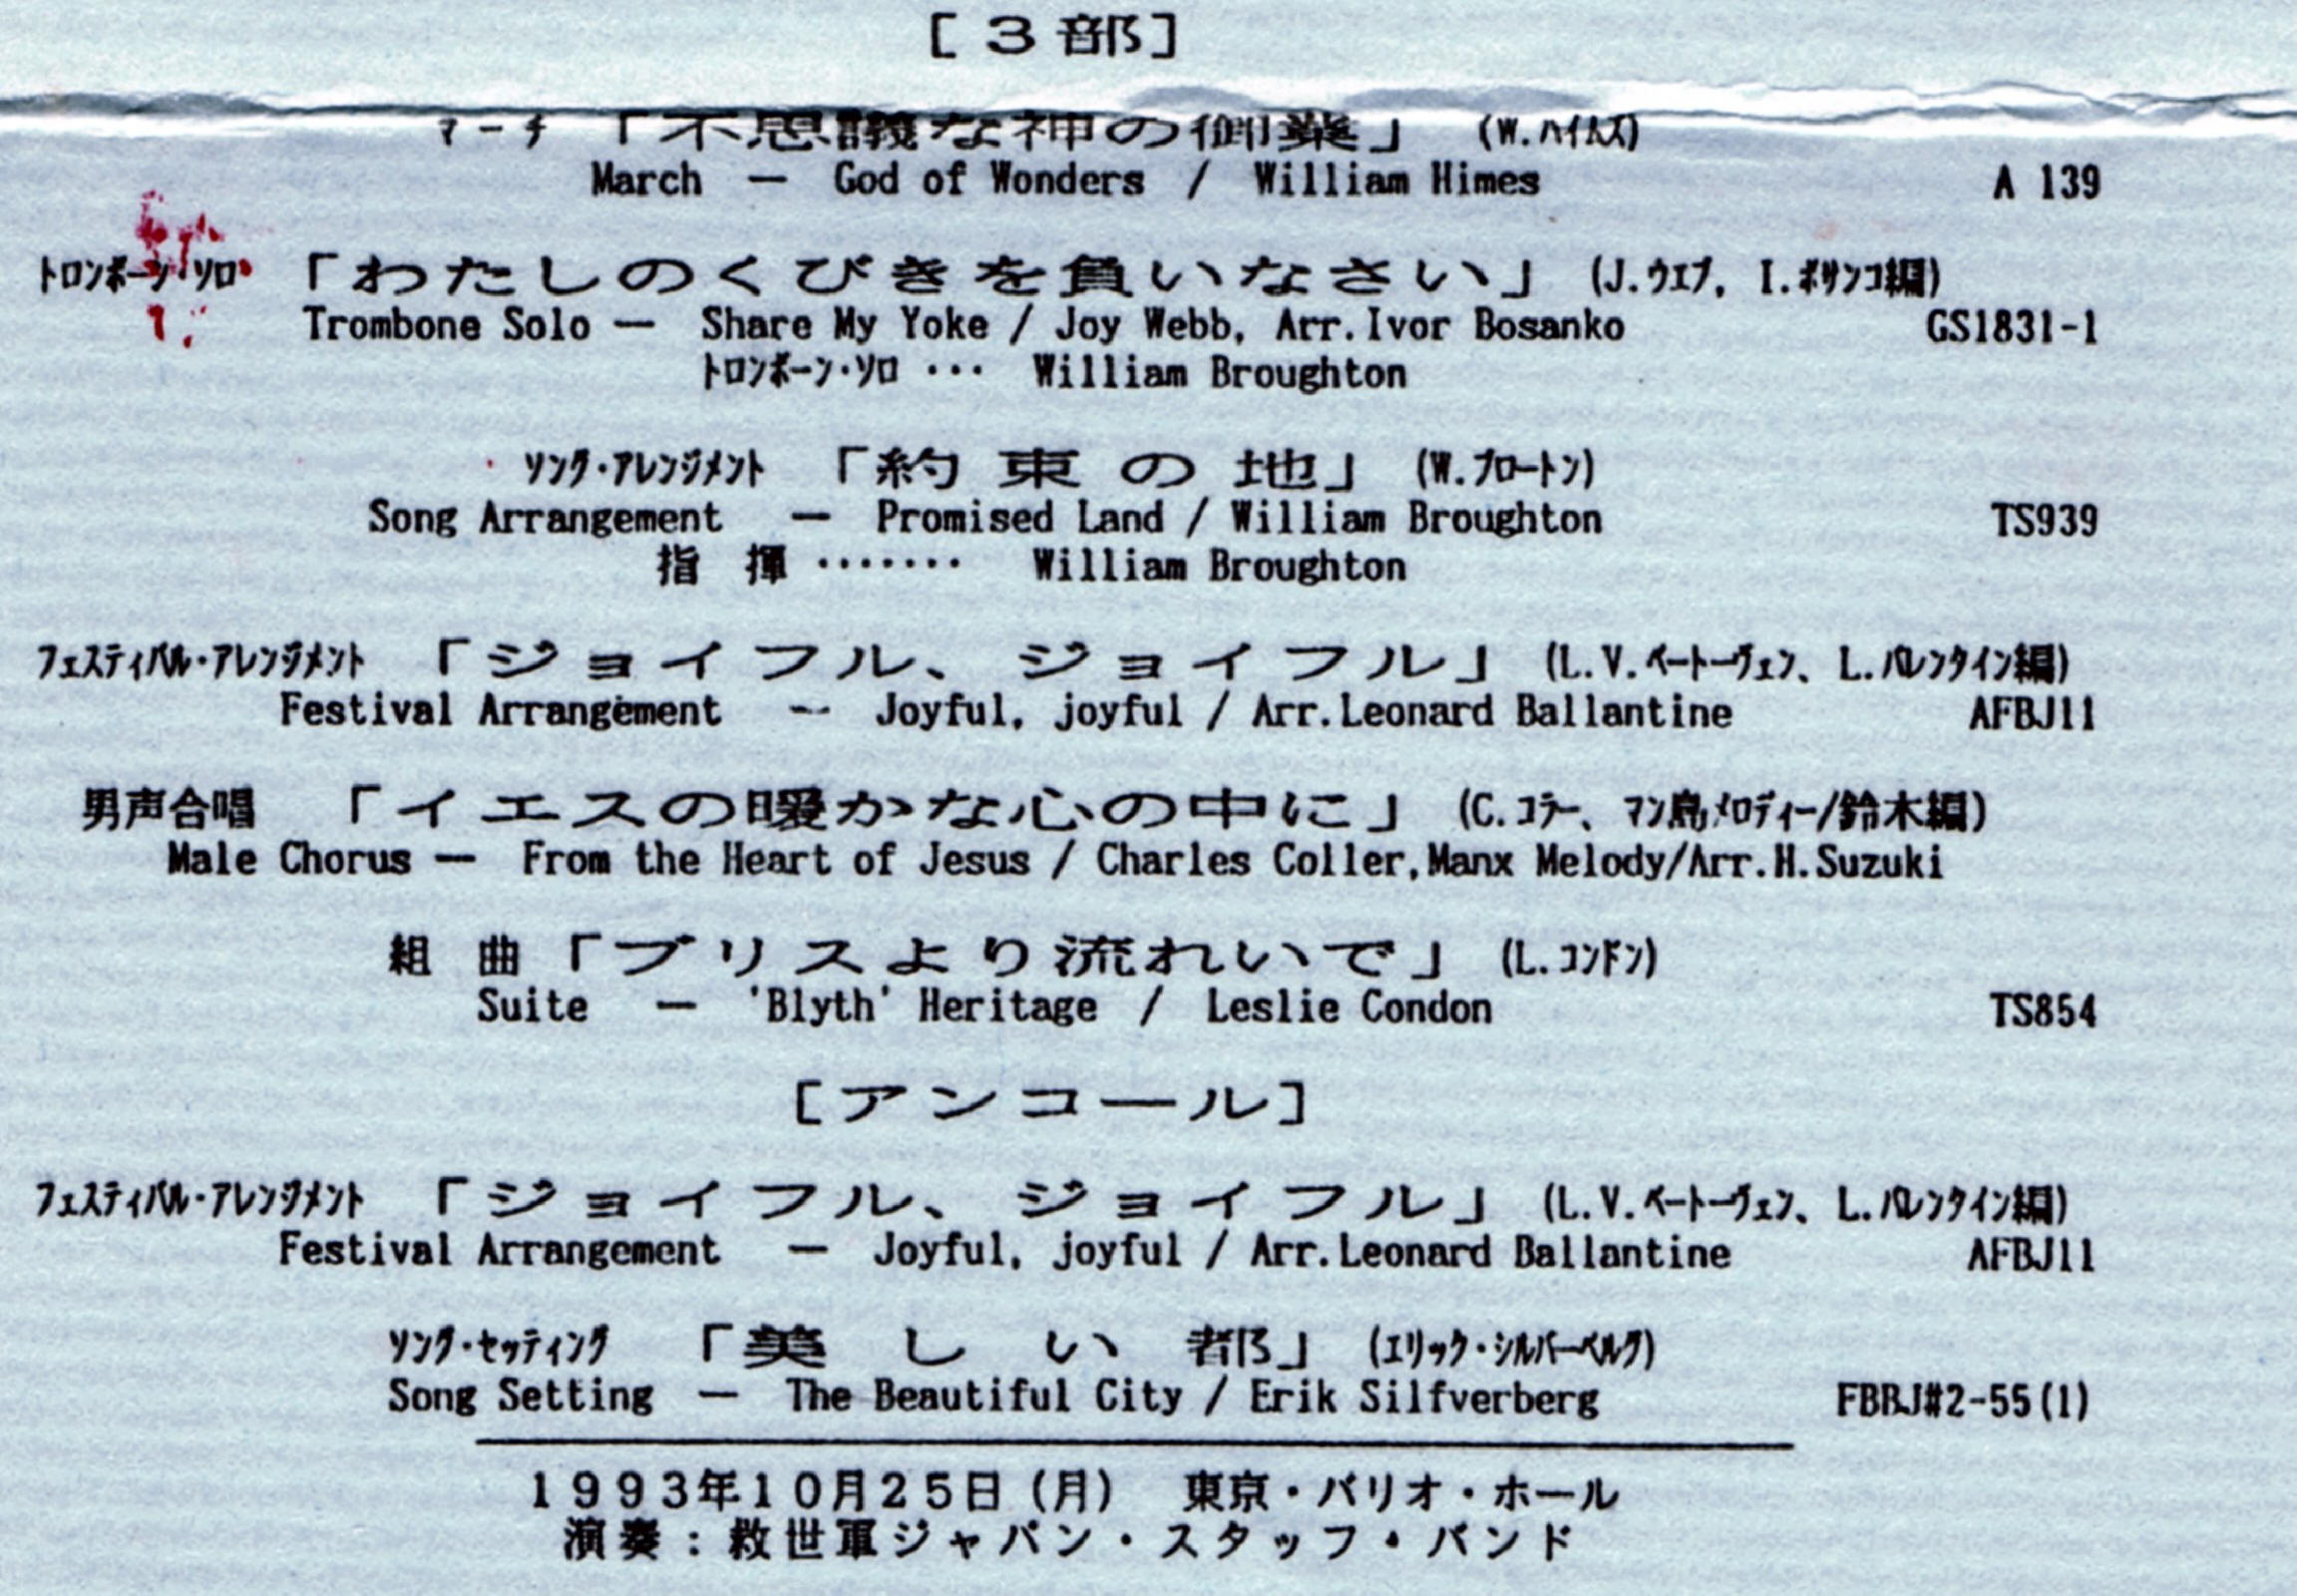 [３部]
マーチ 「不思議な神の御業」 (W.ハイムズ)
March － God of Wonders / William Himes A 139
トロンボーン・ソロ 「わたしのくびきを負いなさい」 (J.ウエブ, I.ボサンコ編)
Trombone Solo － Share My Yoke / Joy Webb, Arr.Ivor Bosanko GS1831-1
トロンボーン・ソロ ･･･ William Broughton
ソング・アレンジメント 「約束の地」 (W.ブロートン)
Song Arrangement － Promised Land / William Broughton TS939
指揮 ･･･････ William Broughton
フェスティバル・アレンジメント 「ジョイフル、ジョイフル」 (L.V.ベートーヴェン、L.バレンタイン編)
Festival Arrangement － Joyful, joyful / Arr.Leonard Ballantine AFBJ11
男声合唱 「イエスの暖かな心の中に」 (C.コラー、マン島メロディー/鈴木編)
Male Chorus － From the Heart of Jesus / Charles Coller,Manx Melody/Arr.H.Suzuki
組曲「ブリスより流れいで」 (L.コンドン)
Suite － 'Blyth' Heritage / Leslie Condon TS854
[アンコール]
フェスティバル・アレンジメント 「ジョイフル、ジョイフル」 (L.V.ベートーヴェン、L.バレンタイン編)
Festival Arrangement － Joyful, joyful / Arr.Leonard Ballantine AFBJ11
ソング・セッティング 「美しい都」 (エリック・シルバーベルグ)
Song Setting － The Beautiful City / Erik Silfverberg FBBJ#2-55(1)
１９９３年１０月２５日（月） 東京・バリオ・ホール
演奏：救世軍ジャパン・スタッフ・バンド